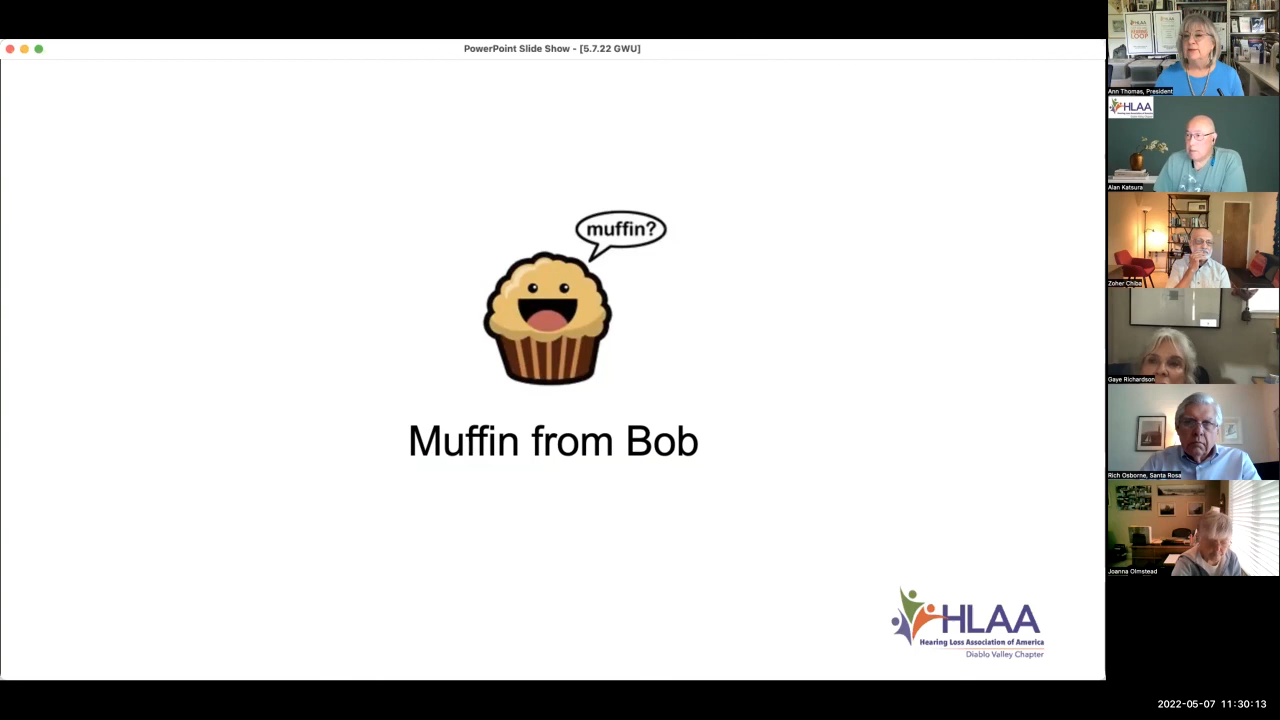 PowerPoint Slide Show - [5.7.22 GWU]
muffin?
Muffin from Bob
HLAA
Hearing Loss Association of America
Diablo Valley Chapter
LOOP
Ann Thomas, President
HLAA
Alan Katsura
Zoher Chiba
Gaye Richardson
Rich Osborne, Santa Rosa
Joanna Olmstead
2022-05-07 11:30:13